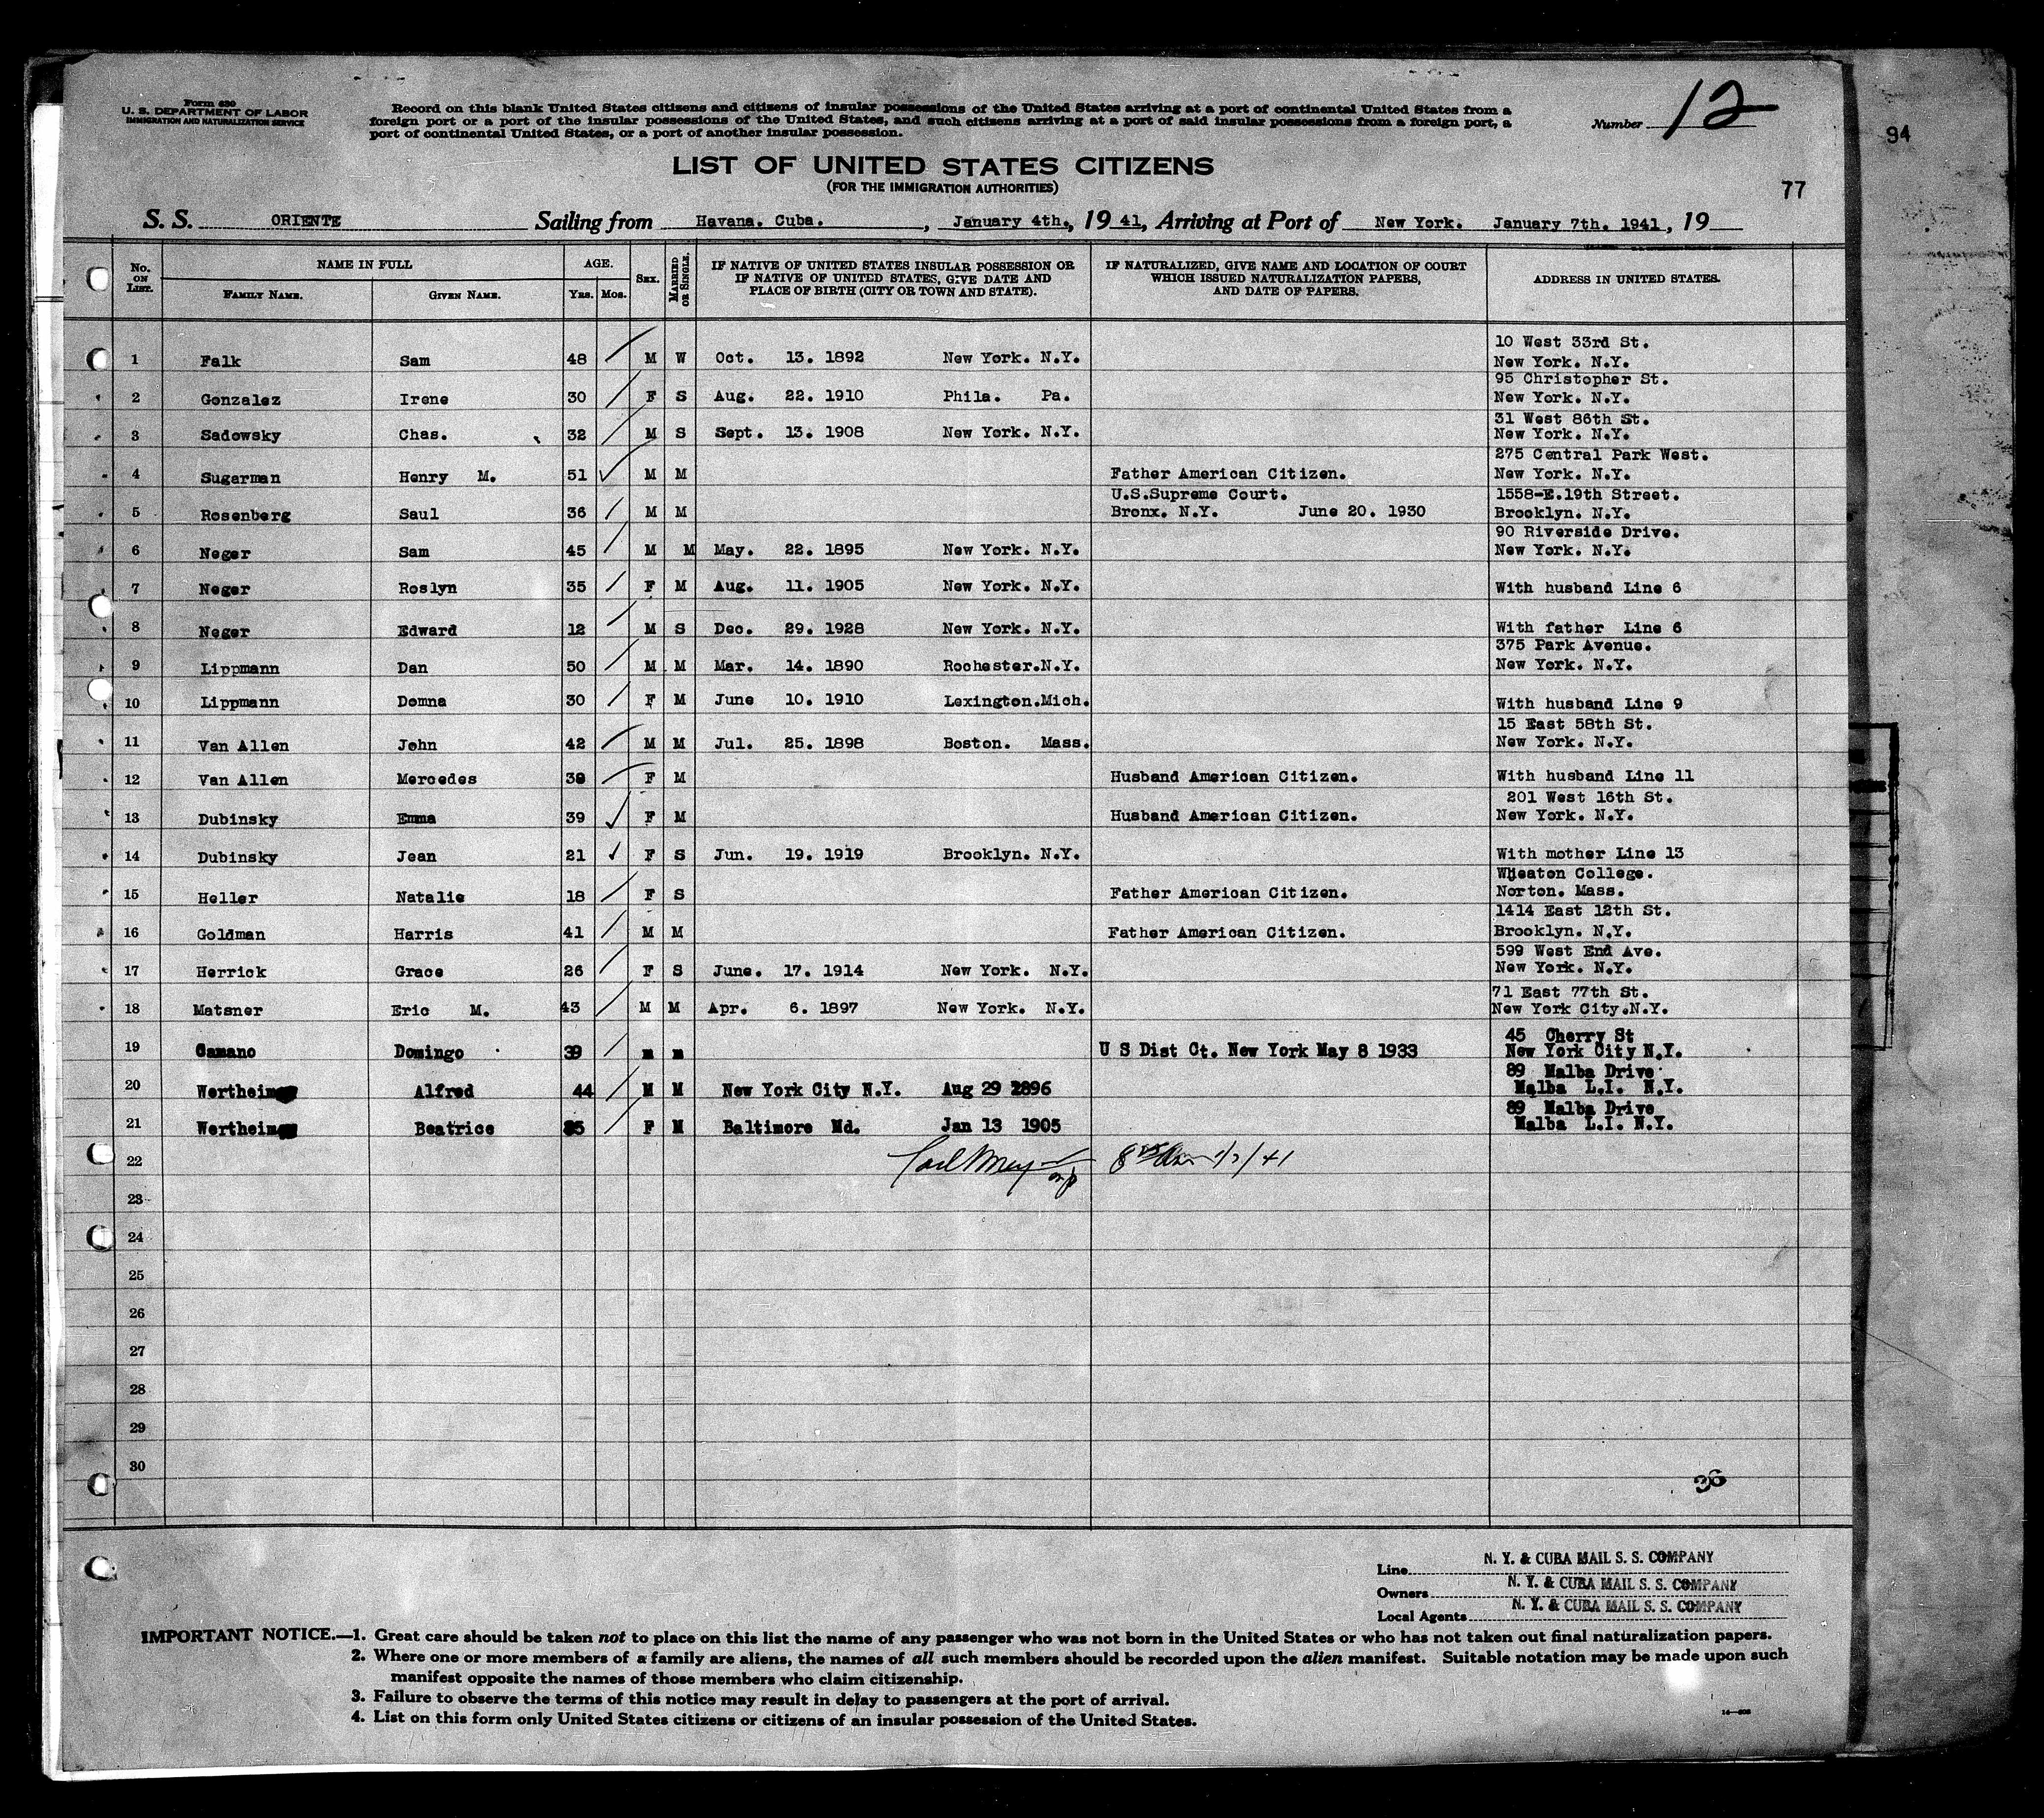 Form 630
U. S. DEPARTMENT OF LABOR
IMMIGRATION AND NATURALIZATION SERVICE
Record on this blank United States citizens and citizens of insular possessions of the United States arriving at a port of continental United States from a
foreign port or a port of the insular possessions of the United States, and such citizens arriving at a port of said insular possessions from a foreign port, a
port of continental United States, or a port of another insular possession.
Number 12
94
LIST OF UNITED STATES CITIZENS
(FOR THE IMMIGRATION AUTHORITIES)
77
S. S. ORIENTE Sailing from Havana. Cuba. , January 4th., 19 41, Arriving at Port of New York. January 7th. 1941 , 19
No. ON LIST. NAME IN FULL FAMILY NAME. GIVEN NAME. AGE. YRS. MOS. SEX. MARRIED OR SINGLE. IF NATIVE OF UNITED STATES INSULAR POSSESSION OR IF NATIVE OF UNITED STATES, GIVE DATE AND PLACE OF BIRTH (CITY OR TOWN AND STATE). IF NATURALIZED, GIVE NAME AND LOCATION OF COURT WHICH ISSUED NATURALIZATION PAPERS, AND DATE OF PAPERS. ADDRESS IN UNITED STATES.
1 Falk Sam 48 M W Oct. 13. 1892 New York. N.Y. 10 West 33rd St. New York. N.Y.
2 Gonzalez Irene 30 F S Aug. 22. 1910 Phila. Pa. 95 Christopher St. New York. N.Y.
3 Sadowsky Chas. 32 M S Sept. 13. 1908 New York. N.Y. 31 West 86th St. New York. N.Y.
4 Sugarman Henry M. 51 M M Father American Citizen. 275 Central Park West. New York. N.Y.
5 Rosenberg Saul 36 M M U.S.Supreme Court. Bronx. N.Y. June 20. 1930 1558-E.19th Street. Brooklyn. N.Y.
6 Neger Sam 45 M M May. 22. 1895 New York. N.Y. 90 Riverside Drive. New York. N.Y.
7 Neger Roslyn 35 F M Aug. 11. 1905 New York. N.Y. With husband Line 6
8 Neger Edward 12 M S Dec. 29. 1928 New York. N.Y. With father Line 6
9 Lippmann Dan 50 M M Mar. 14. 1890 Rochester.N.Y. 375 Park Avenue. New York. N.Y.
10 Lippmann Donna 30 F M June 10. 1910 Lexington.Mich. With husband Line 9
11 Van Allen John 42 M M Jul. 25. 1898 Boston. Mass. 15 East 58th St. New York. N.Y.
12 Van Allen Mercedes F M Husband American Citizen. With husband Line 11
13 Dubinsky Emma 39 F M Husband American Citizen. 201 West 16th St. New York. N.Y.
14 Dubinsky Jean 21 F S Jun. 19. 1919 Brooklyn. N.Y. With mother Line 13
15 Heller Natalie 18 F S Father American Citizen. Wheaton College. Norton. Mass.
16 Goldman Harris 41 M M Father American Citizen. 1414 East 12th St. Brooklyn. N.Y.
17 Herrick Grace 26 F S June. 17. 1914 New York. N.Y. 599 West End Ave. New York. N.Y.
18 Matsner Eric M. 43 M M Apr. 6. 1897 New York. N.Y. 71 East 77th St. New York City.N.Y.
19 Camano Domingo 39 m m U S Dist Ct. New York May 8 1933 45 Cherry St New York City N.Y.
20 Wertheim Alfred 44 M M New York City N.Y. Aug 29 1896 89 Malba Drive Malba L.I. N.Y.
21 Wertheim Beatrice 35 F M Baltimore Md. Jan 13 1905 89 Malba Drive Malba L.I. N.Y.
22
23
24
25
26
27
28
29
30
36
Line N. Y. & CUBA MAIL S. S. COMPANY
Owners N. Y. & CUBA MAIL S. S. COMPANY
Local Agents N. Y. & CUBA MAIL S. S. COMPANY
IMPORTANT NOTICE.—1. Great care should be taken not to place on this list the name of any passenger who was not born in the United States or who has not taken out final naturalization papers.
2. Where one or more members of a family are aliens, the names of all such members should be recorded upon the alien manifest. Suitable notation may be made upon such
manifest opposite the names of those members who claim citizenship.
3. Failure to observe the terms of this notice may result in delay to passengers at the port of arrival.
4. List on this form only United States citizens or citizens of an insular possession of the United States.